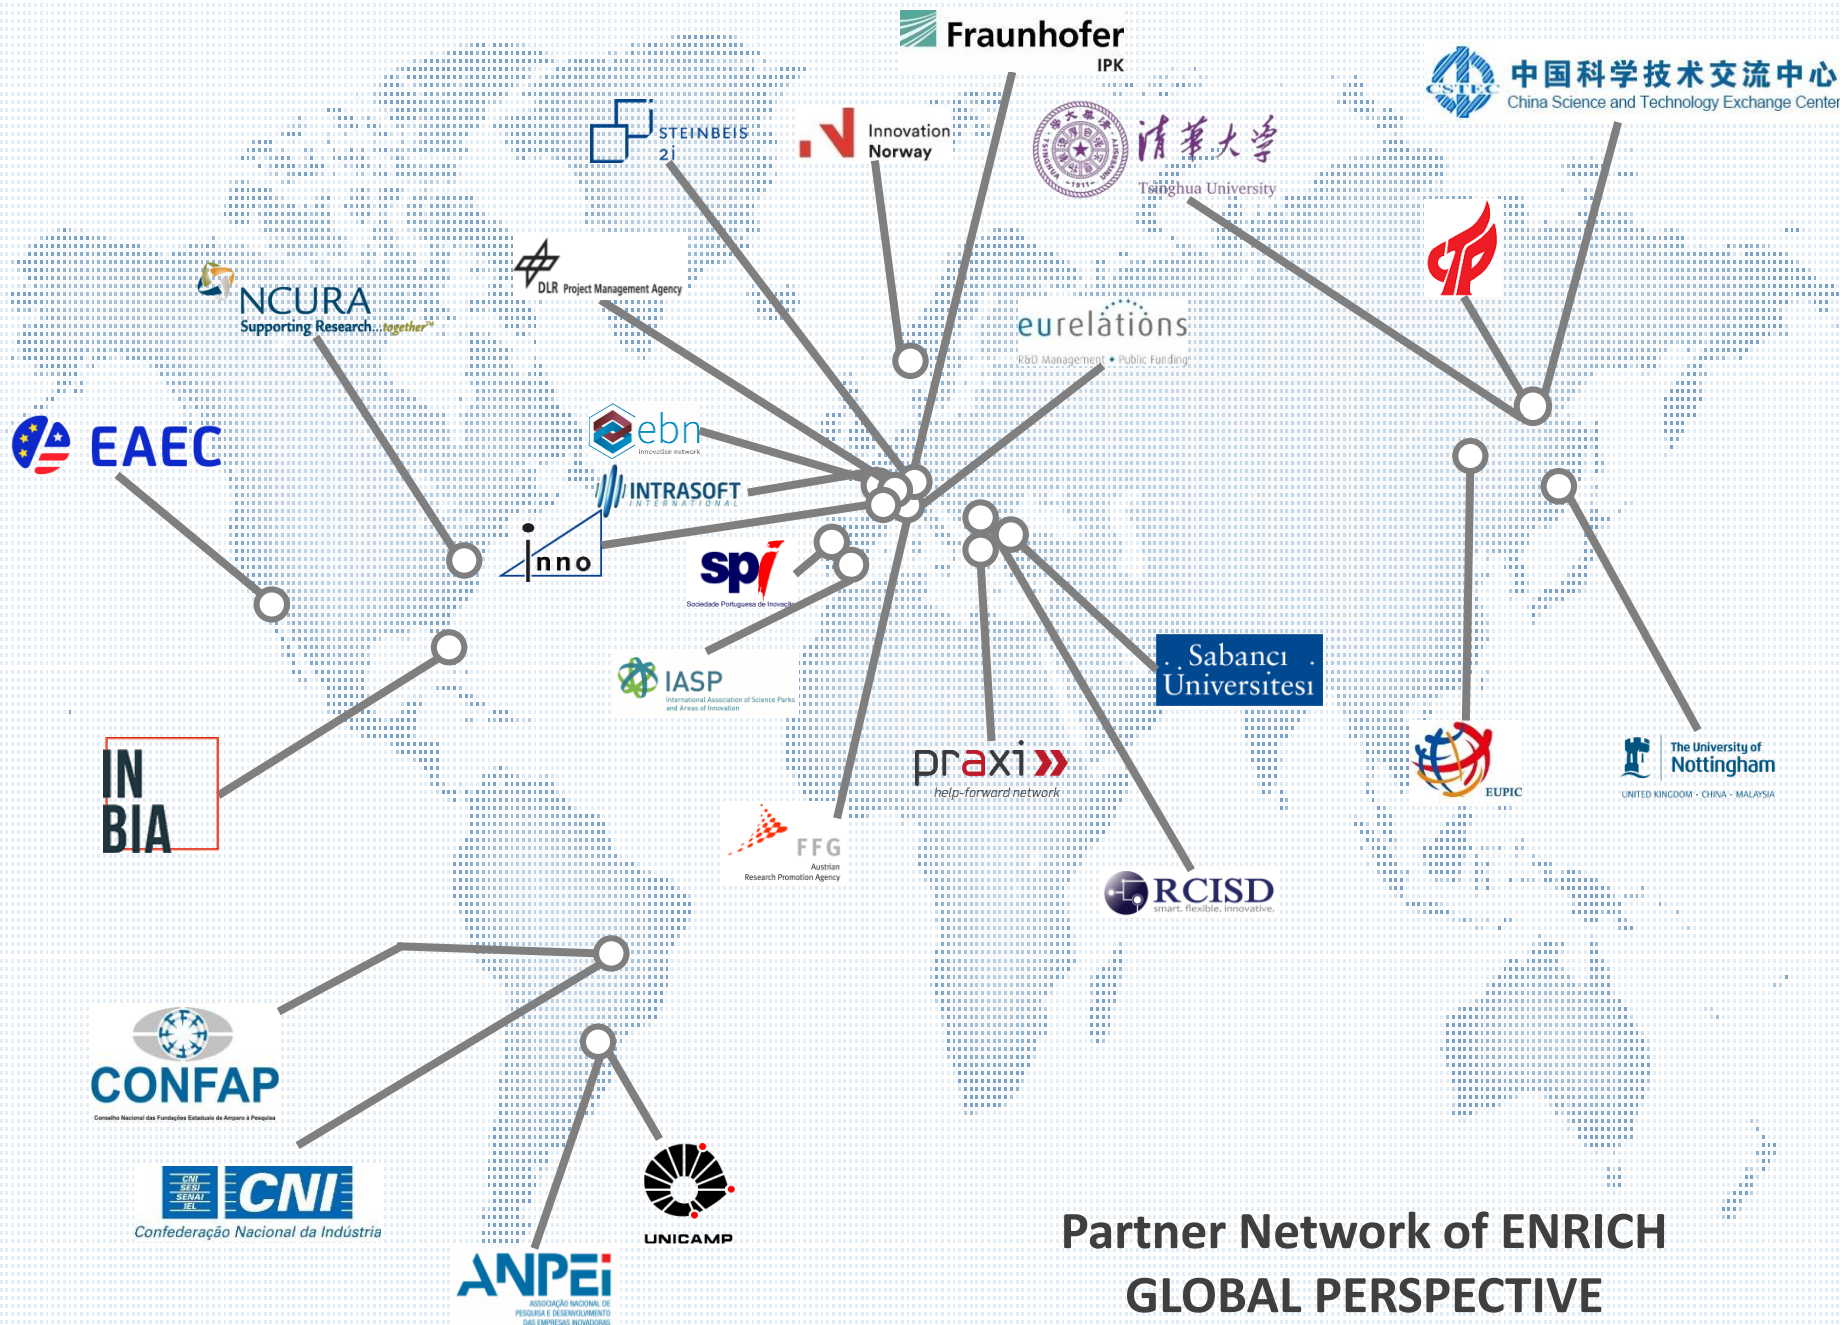 Fraunhofer
IPK
CSTEC
中国科学技术交流中心
China Science and Technology Exchange Center
STEINBEIS
2i
Innovation
Norway
TSINGHUA UNIVERSITY
-1911-
清華大学
Tsinghua University
DLR Project Management Agency
NCURA
Supporting Research...together™
eurelations
R&D Management • Public Funding
EAEC
ebn
innovation network
INTRASOFT
INTERNATIONAL
inno
spi
Sociedade Portuguesa de Inovação
IASP
International Association of Science Parks
and Areas of Innovation
Sabancı
Universitesi
IN
BIA
praxi
help-forward network
EUPIC
The University of
Nottingham
UNITED KINGDOM · CHINA · MALAYSIA
FFG
Austrian
Research Promotion Agency
RCISD
smart. flexible. innovative.
CONFAP
Conselho Nacional das Fundações Estaduais de Amparo à Pesquisa
CNI
SESI
SENAI
IEL
CNI
Confederação Nacional da Indústria
UNICAMP
ANPEi
ASSOCIAÇÃO NACIONAL DE
PESQUISA E DESENVOLVIMENTO
DAS EMPRESAS INOVADORAS
Partner Network of ENRICH
GLOBAL PERSPECTIVE